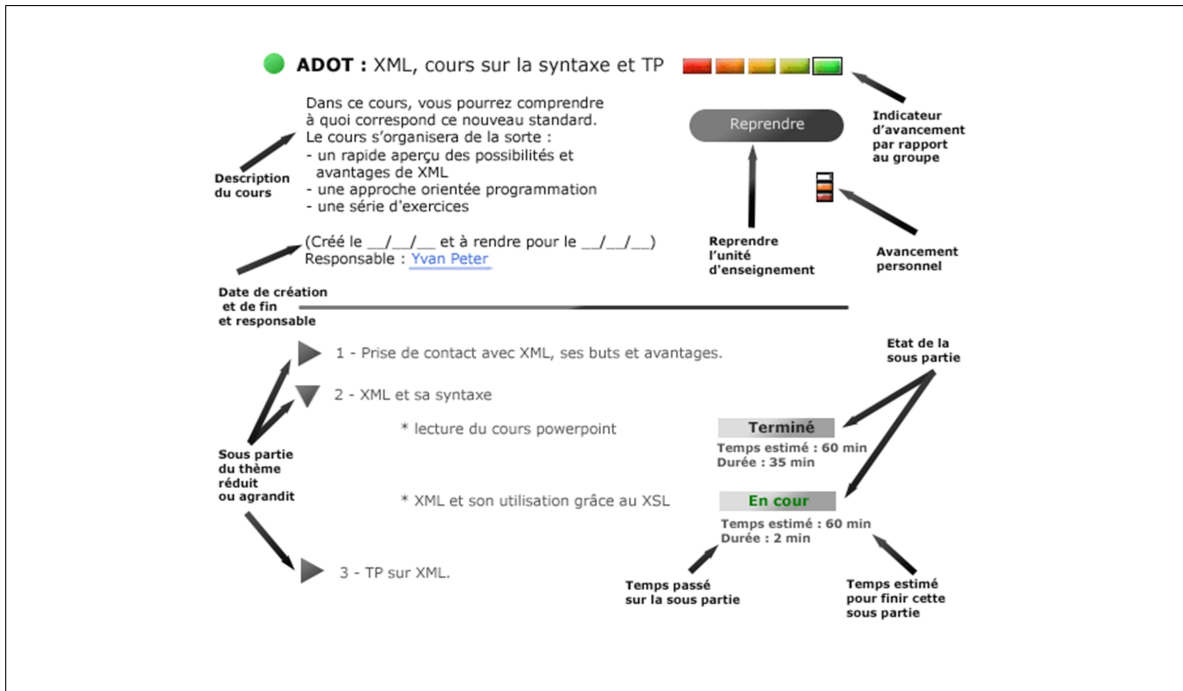 ADOT : XML, cours sur la syntaxe et TP
Dans ce cours, vous pourrez comprendre
à quoi correspond ce nouveau standard.
Le cours s’organisera de la sorte :
- un rapide aperçu des possibilités et
avantages de XML
- une approche orientée programmation
- une série d'exercices
Description
du cours
Reprendre
Indicateur
d’avancement
par rapport
au groupe
(Créé le __/__/__ et à rendre pour le __/__/__)
Responsable : Yvan Peter
Reprendre
l’unité
d'enseignement
Avancement
personnel
Date de création
et de fin
et responsable
1 - Prise de contact avec XML, ses buts et avantages.
Etat de la
sous partie
2 - XML et sa syntaxe
* lecture du cours powerpoint
Terminé
Temps estimé : 60 min
Durée : 35 min
Sous partie
du thème
réduit
ou agrandit
* XML et son utilisation grâce au XSL
En cour
Temps estimé : 60 min
Durée : 2 min
3 - TP sur XML.
Temps passé
sur la sous partie
Temps estimé
pour finir cette
sous partie